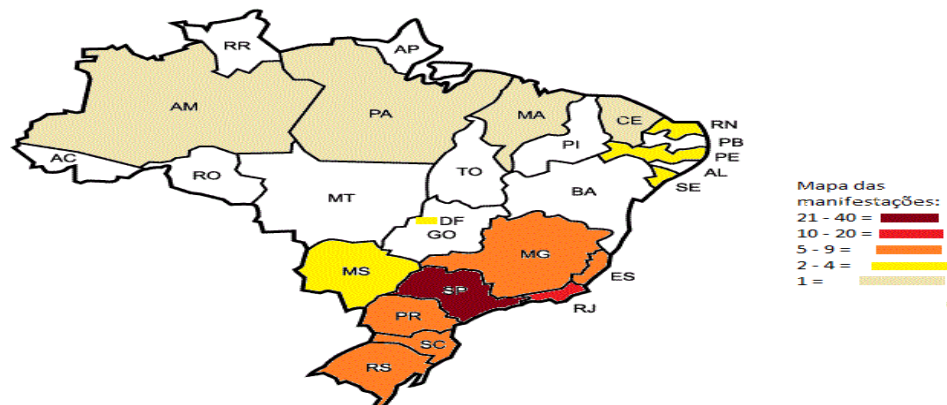 RR
AP
AM
PA
MA
CE
RN
PB
PI
PE
AC
TO
AL
RO
SE
BA
MT
DF
GO
MS
MG
ES
SP
RJ
PR
SC
RS
Mapa das
manifestações:
21 - 40 =
10 - 20 =
5 - 9 =
2 - 4 =
1 =